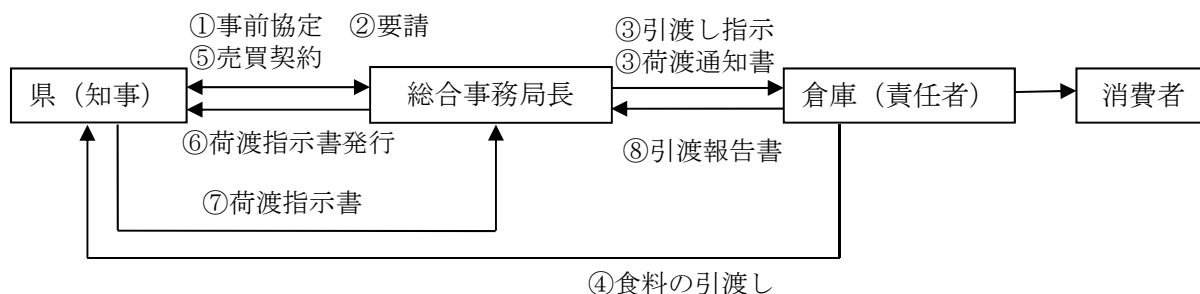 ①事前協定　②要請
⑤売買契約
③引渡し指示
③荷渡通知書
県（知事）
総合事務局長
倉庫（責任者）
消費者
⑥荷渡指示書発行
⑧引渡報告書
⑦荷渡指示書
④食料の引渡し